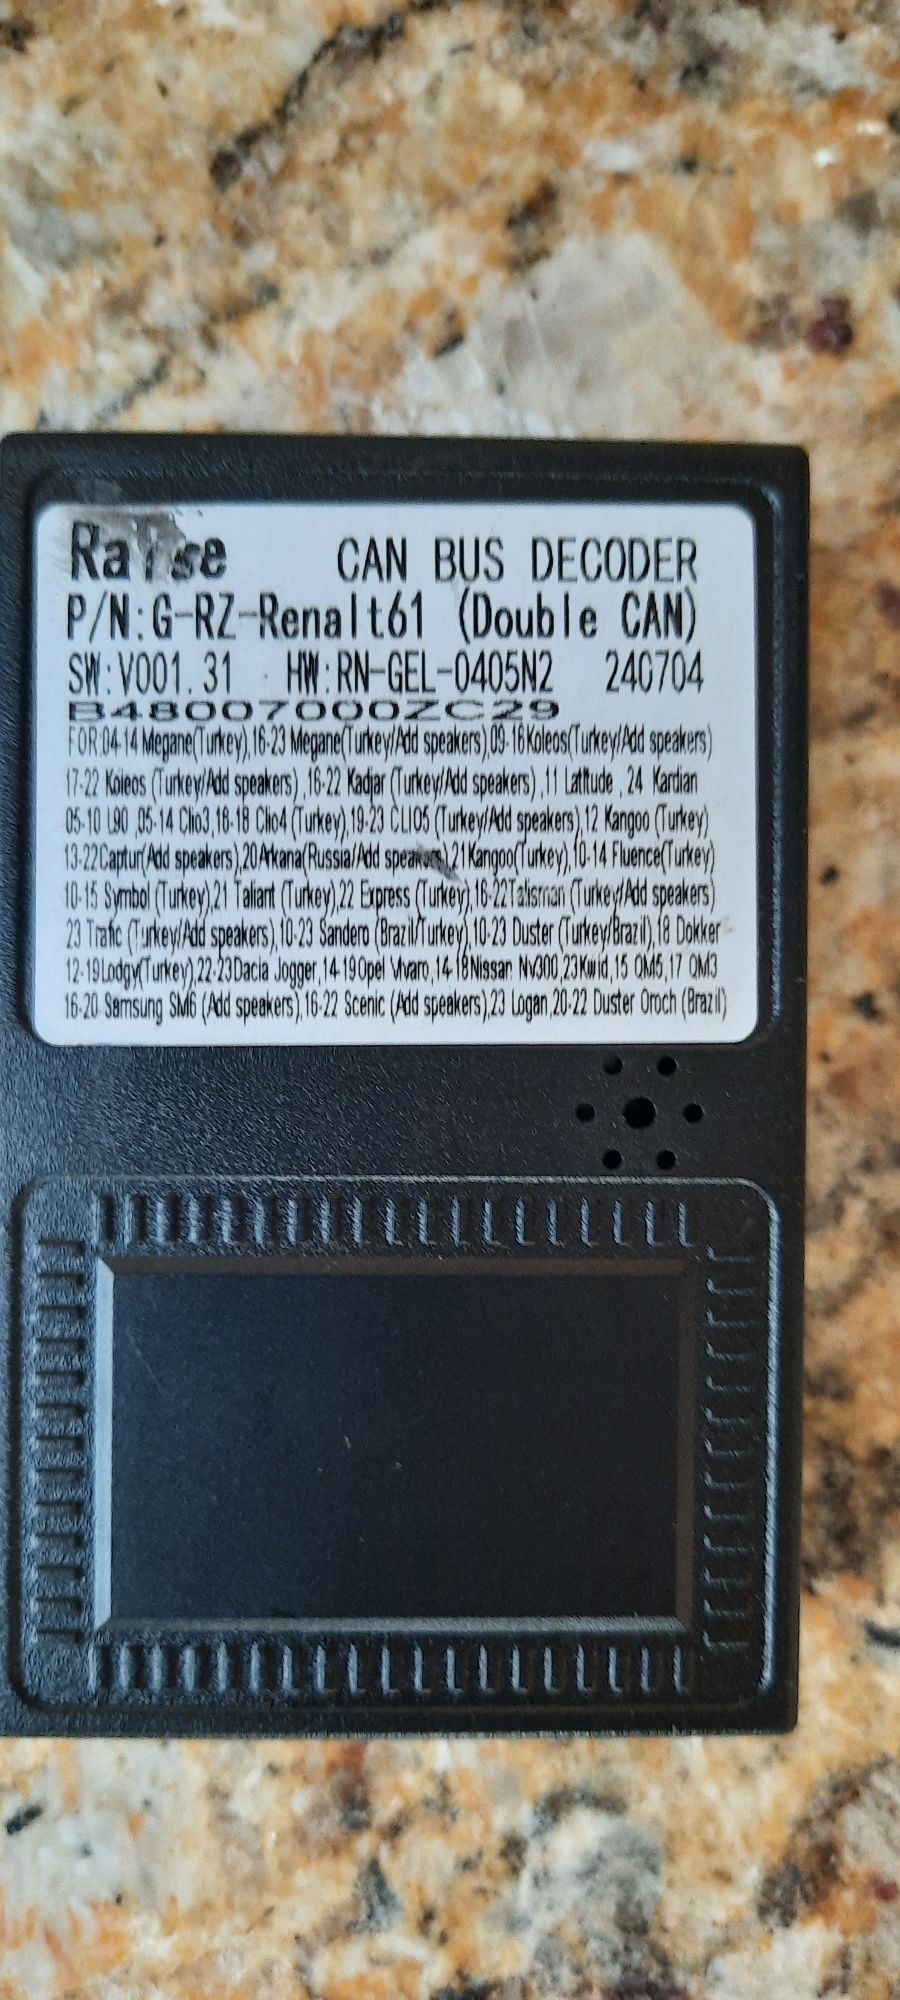 Raise CAN BUS DECODER
P/N:G-RZ-Renalt61 (Double CAN)
SW:V001.31 HW:RN-GEL-0405N2 240704
B48007000ZC29
FOR:04-14 Megane(Turkey),16-23 Megane(Turkey/Add speakers),09-16Koleos(Turkey/Add speakers)
17-22 Koleos (Turkey/Add speakers) ,16-22 Kadjar (Turkey/Add speakers) ,11 Latitude , 24 Kardian
05-10 L90 ,05-14 Clio3,16-18 Clio4 (Turkey),19-23 CLIO5 (Turkey/Add speakers),12 Kangoo (Turkey)
13-22Captur(Add speakers),20Arkana(Russia/Add speakers),21Kangoo(Turkey),10-14 Fluence(Turkey)
10-15 Symbol (Turkey),21 Taliant (Turkey),22 Express (Turkey),16-22Talisman (Turkey/Add speakers)
23 Trafic (Turkey/Add speakers),10-23 Sandero (Brazil/Turkey),10-23 Duster (Turkey/Brazil),18 Dokker
12-19Lodgy(Turkey),22-23Dacia Jogger,14-19Opel Vivaro,14-18Nissan NV300,23Kwid,15 QM5,17 QM3
16-20 Samsung SM6 (Add speakers),16-22 Scenic (Add speakers),23 Logan,20-22 Duster Oroch (Brazil)